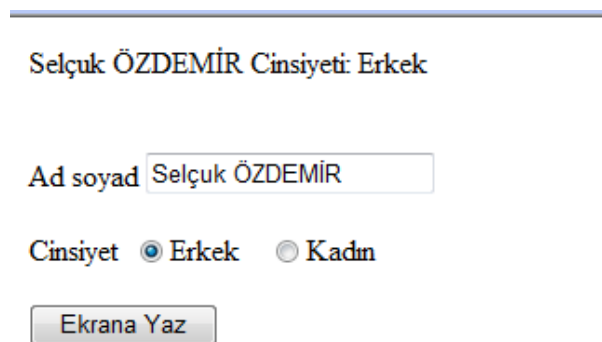 Selçuk ÖZDEMİR Cinsiyeti: Erkek
Ad soyad Selçuk ÖZDEMİR
Cinsiyet Erkek Kadın
Ekrana Yaz